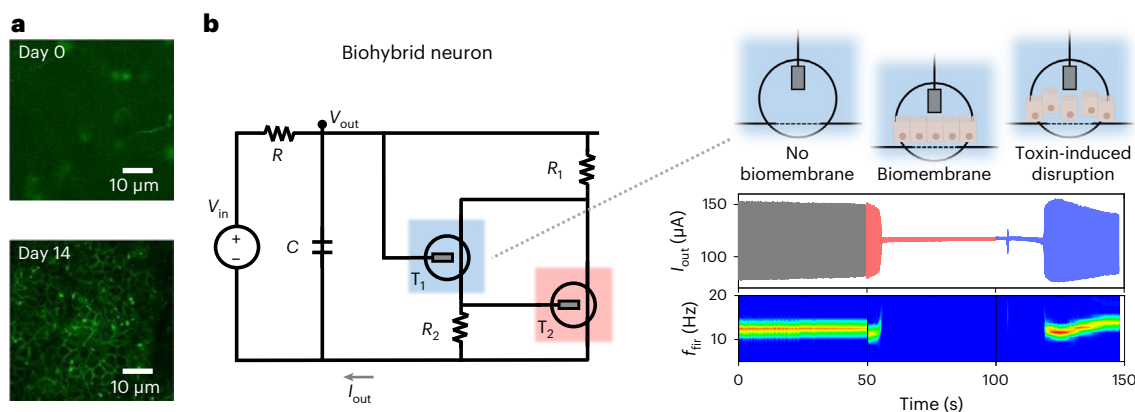 a
Day 0
10 µm
Day 14
10 µm
b
Biohybrid neuron
V_out
R
V_in
+
−
C
R_1
T_1
T_2
R_2
I_out
No
biomembrane
Biomembrane
Toxin-induced
disruption
I_out (µA)
150
100
f_fir (Hz)
20
10
0
50
100
150
Time (s)